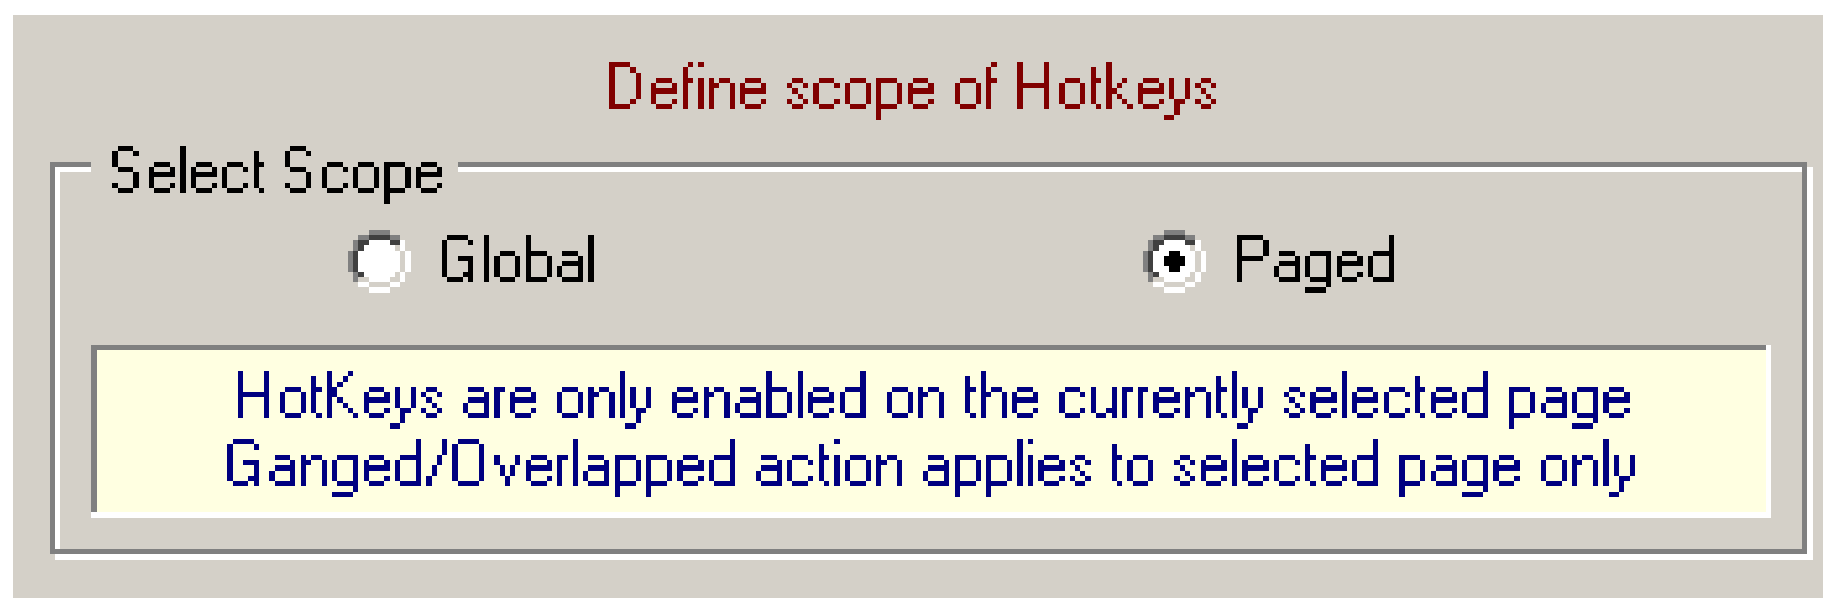 Define scope of Hotkeys
Select Scope
Global Paged
HotKeys are only enabled on the currently selected page
Ganged/Overlapped action applies to selected page only